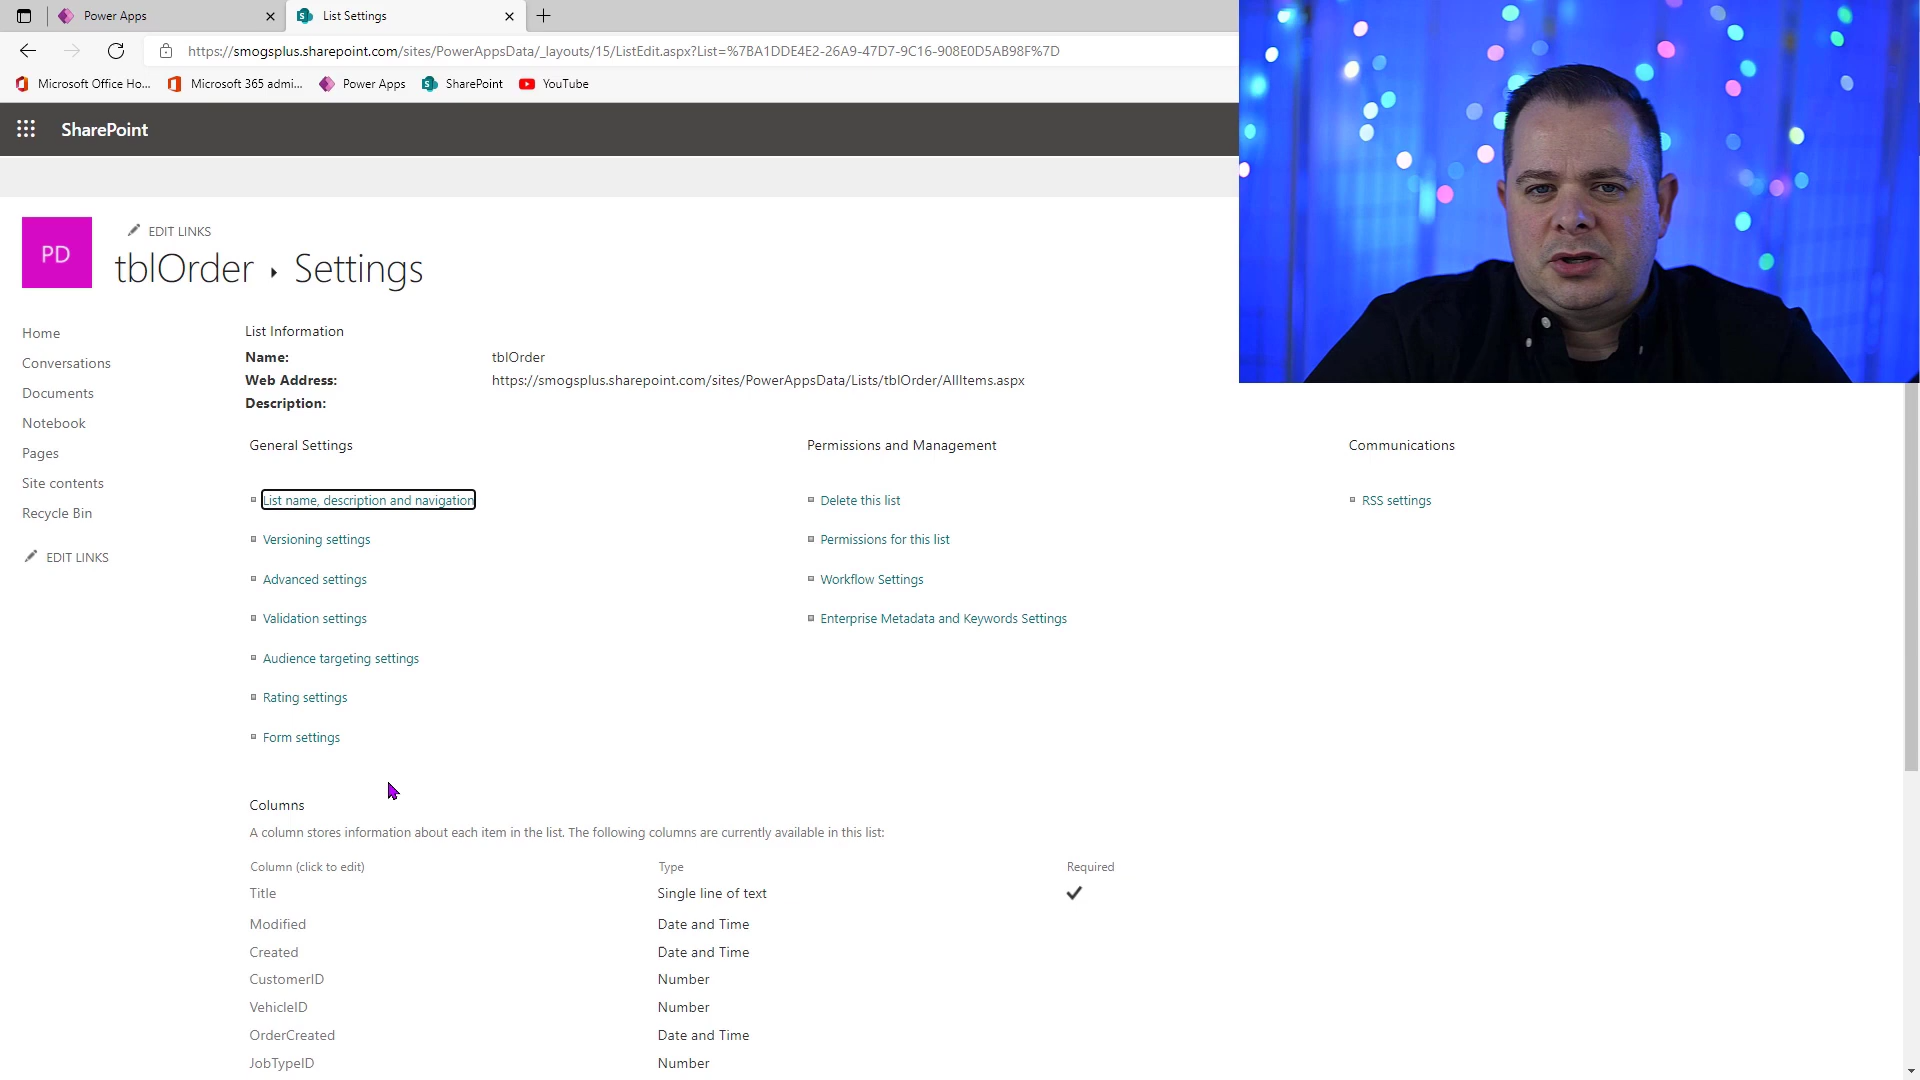 Power Apps
List Settings
https://smogsplus.sharepoint.com/sites/PowerAppsData/_layouts/15/ListEdit.aspx?List=%7BA1DDE4E2-26A9-47D7-9C16-908E0D5AB98F%7D
Microsoft Office Ho...
Microsoft 365 admi...
Power Apps
SharePoint
YouTube
SharePoint
PD
EDIT LINKS
tblOrder ▸ Settings
Home
Conversations
Documents
Notebook
Pages
Site contents
Recycle Bin
EDIT LINKS
List Information
Name: tblOrder
Web Address: https://smogsplus.sharepoint.com/sites/PowerAppsData/Lists/tblOrder/AllItems.aspx
Description:
General Settings
List name, description and navigation
Versioning settings
Advanced settings
Validation settings
Audience targeting settings
Rating settings
Form settings
Permissions and Management
Delete this list
Permissions for this list
Workflow Settings
Enterprise Metadata and Keywords Settings
Communications
RSS settings
Columns
A column stores information about each item in the list. The following columns are currently available in this list:
Column (click to edit) Type Required
Title Single line of text
Modified Date and Time
Created Date and Time
CustomerID Number
VehicleID Number
OrderCreated Date and Time
JobTypeID Number